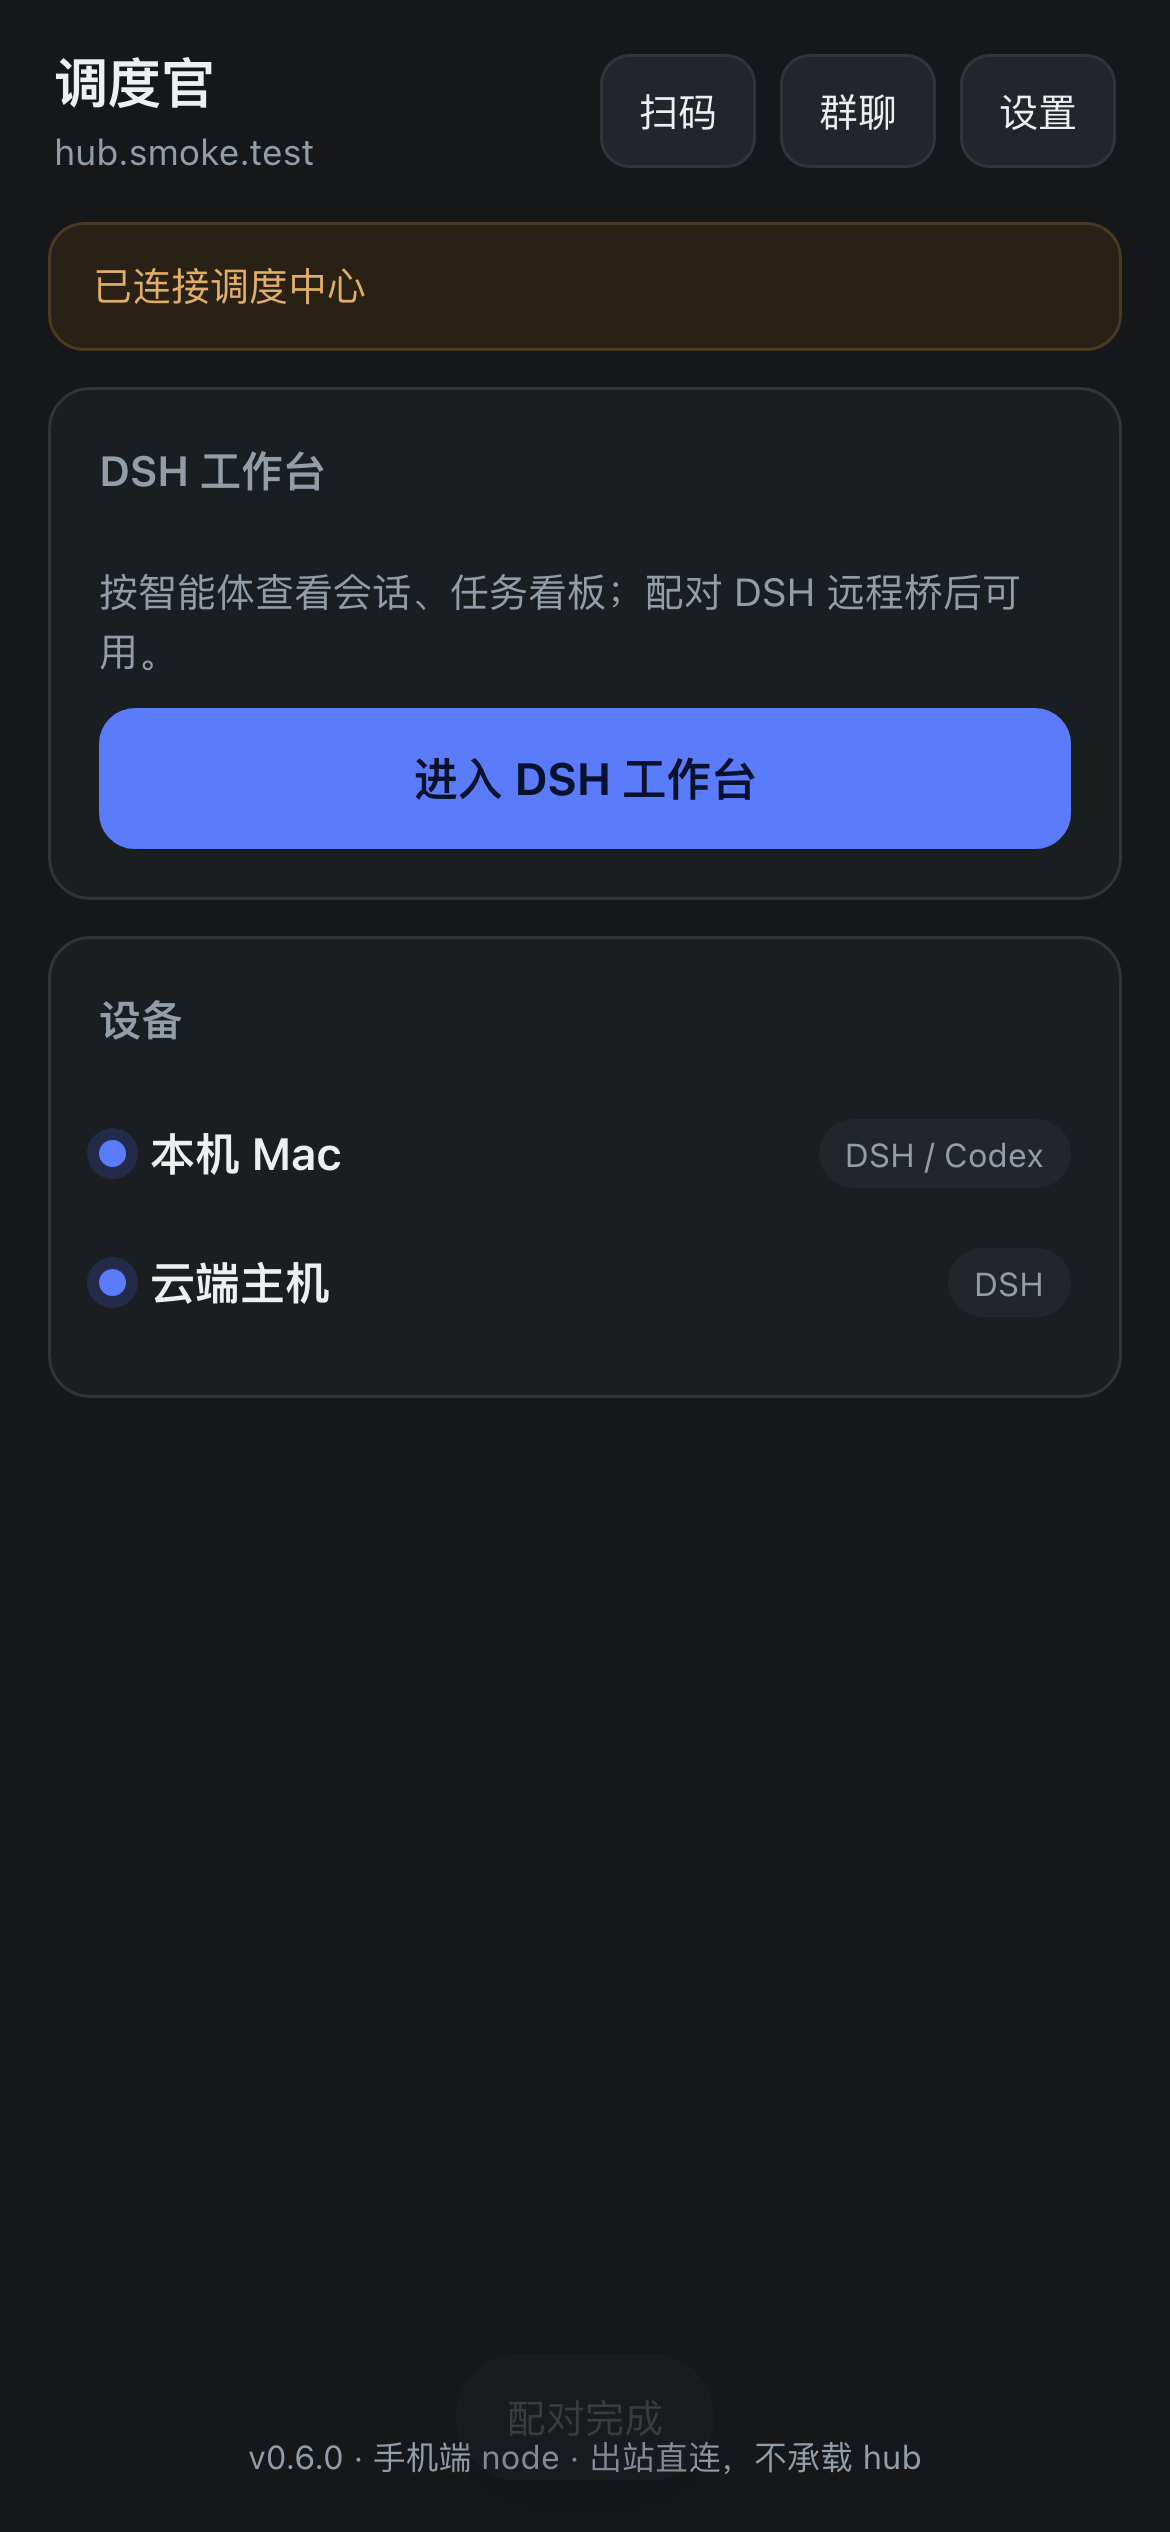 调度官
hub.smoke.test
扫码
群聊
设置
已连接调度中心
DSH 工作台
按智能体查看会话、任务看板；配对 DSH 远程桥后可
用。
进入 DSH 工作台
设备
本机 Mac
DSH / Codex
云端主机
DSH
配对完成
v0.6.0 · 手机端 node · 出站直连，不承载 hub